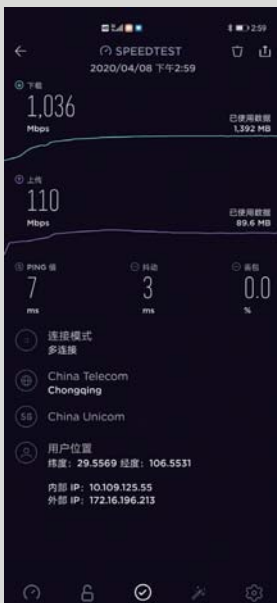 2:59
SPEEDTEST
2020/04/08 下午2:59
下载
1,036
Mbps
已使用数据
1,392 MB
上传
110
Mbps
已使用数据
89.6 MB
PING 值
7
ms
抖动
3
ms
丢包
0.0
%
连接模式
多连接
China Telecom
Chongqing
5G
China Unicom
用户位置
纬度: 29.5569 经度: 106.5531
内部 IP: 10.109.125.55
外部 IP: 172.16.196.213